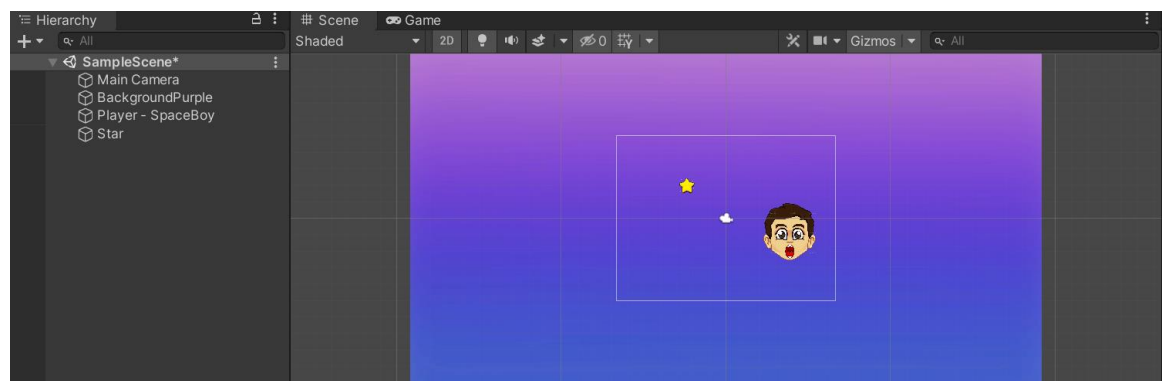 Hierarchy
All
SampleScene*
Main Camera
BackgroundPurple
Player - SpaceBoy
Star
Scene
Game
Shaded
2D
0
Gizmos
All